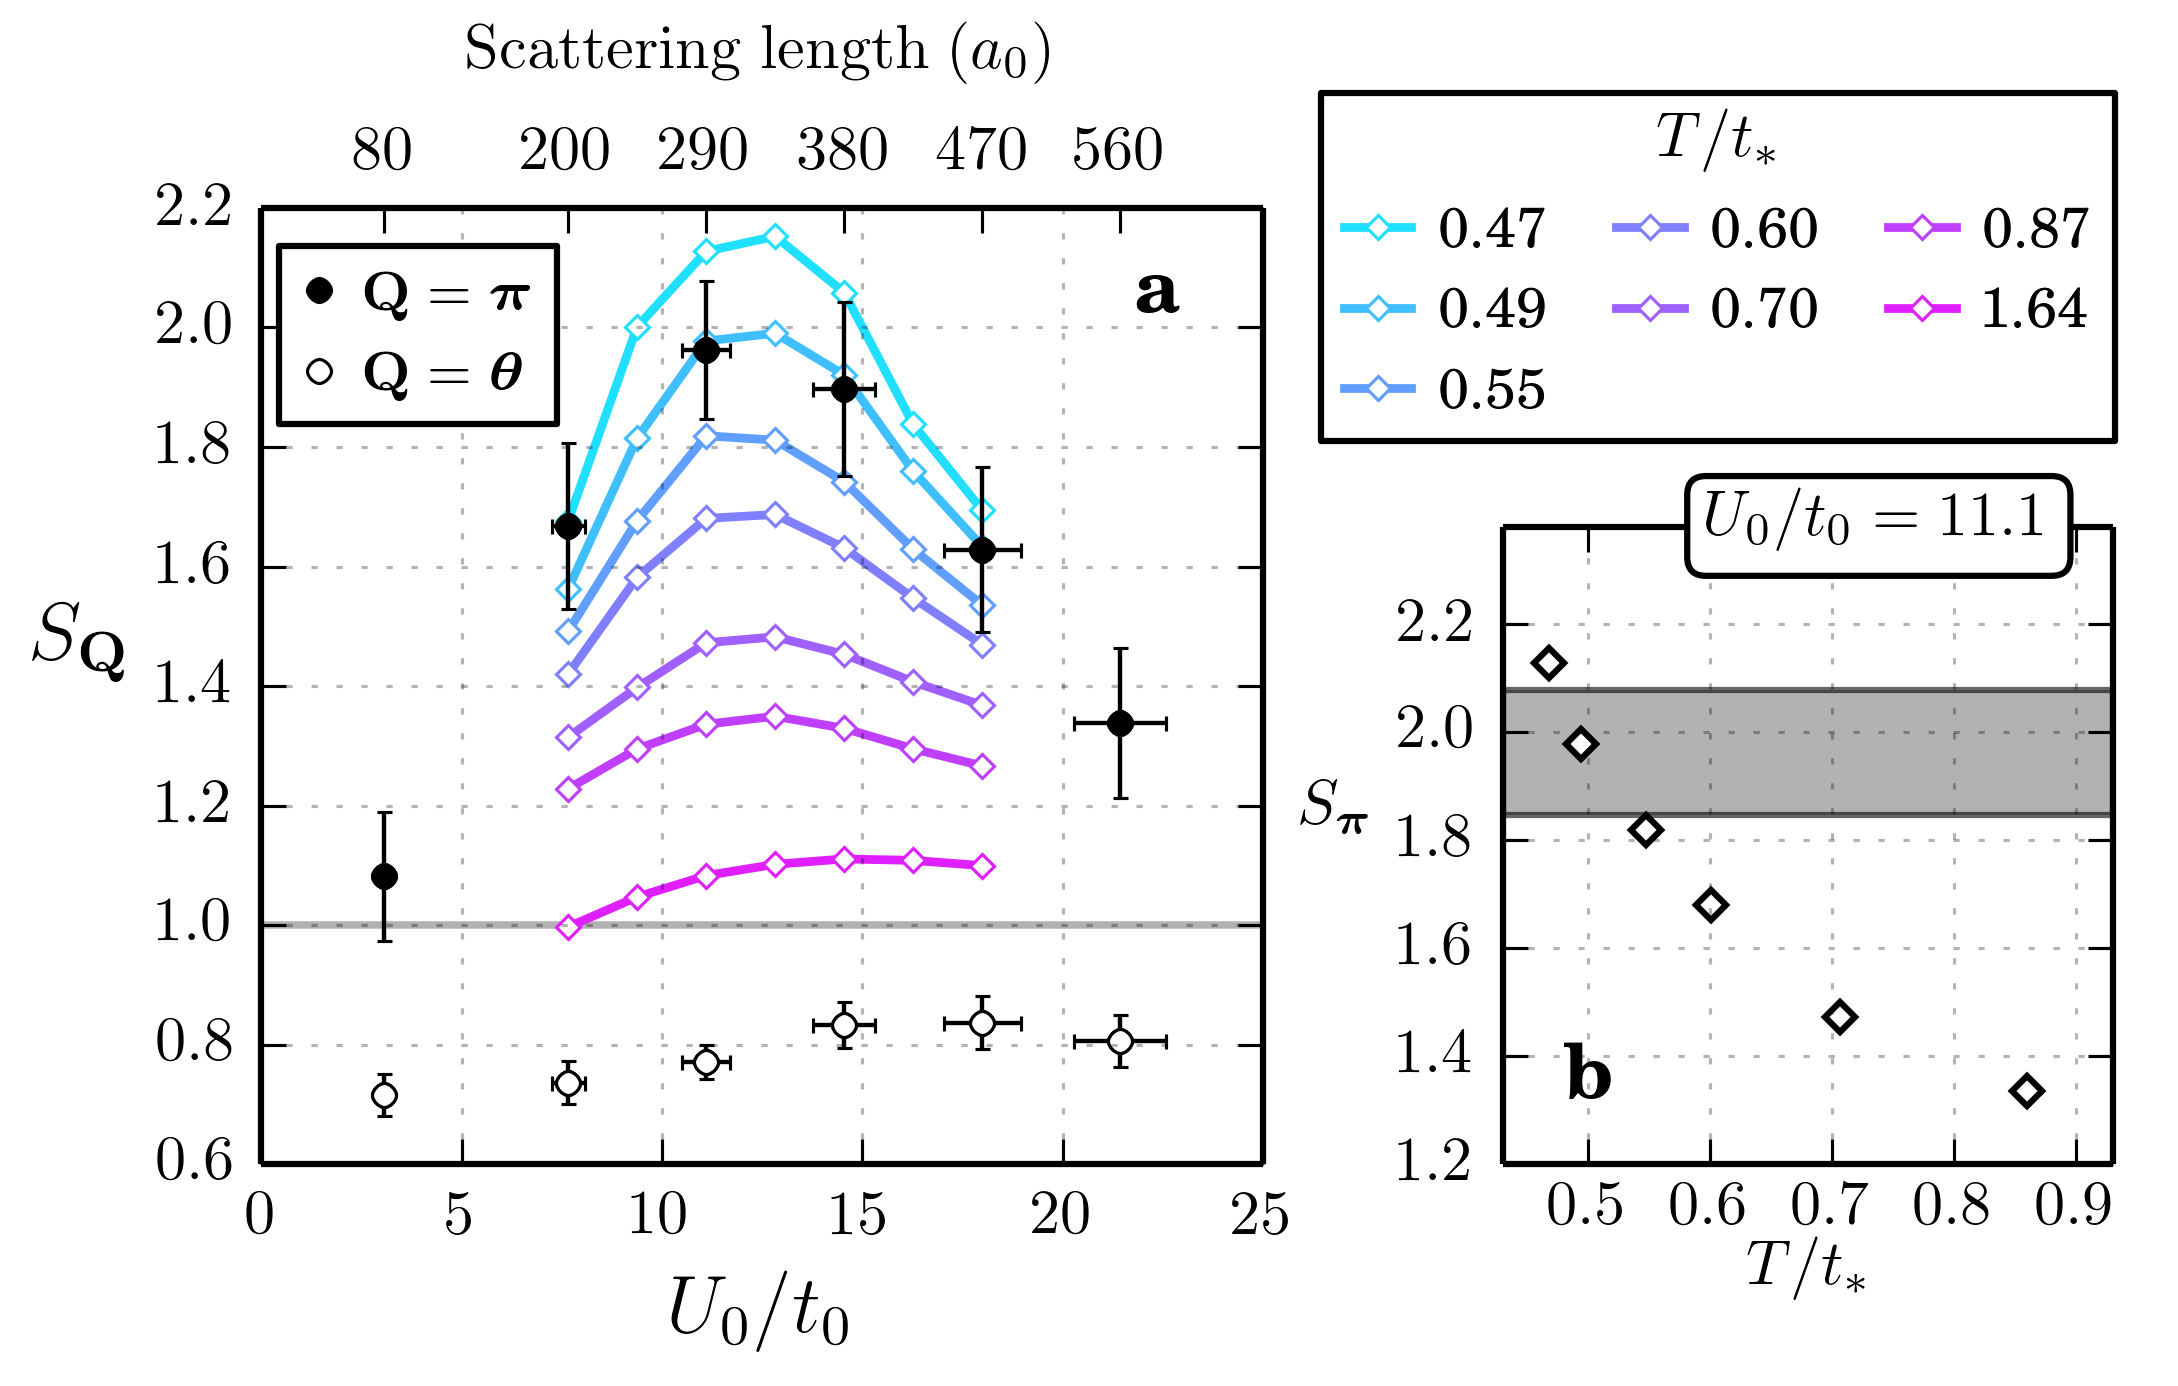 Scattering length (a₀)
80 200 290 380 470 560
2.2
2.0
1.8
1.6
1.4
1.2
1.0
0.8
0.6
S_Q
Q = π
Q = θ
a
0 5 10 15 20 25
U₀/t₀
T/t_*
0.47 0.60 0.87
0.49 0.70 1.64
0.55
U₀/t₀ = 11.1
2.2
2.0
1.8
1.6
1.4
1.2
S_π
b
0.5 0.6 0.7 0.8 0.9
T/t_*